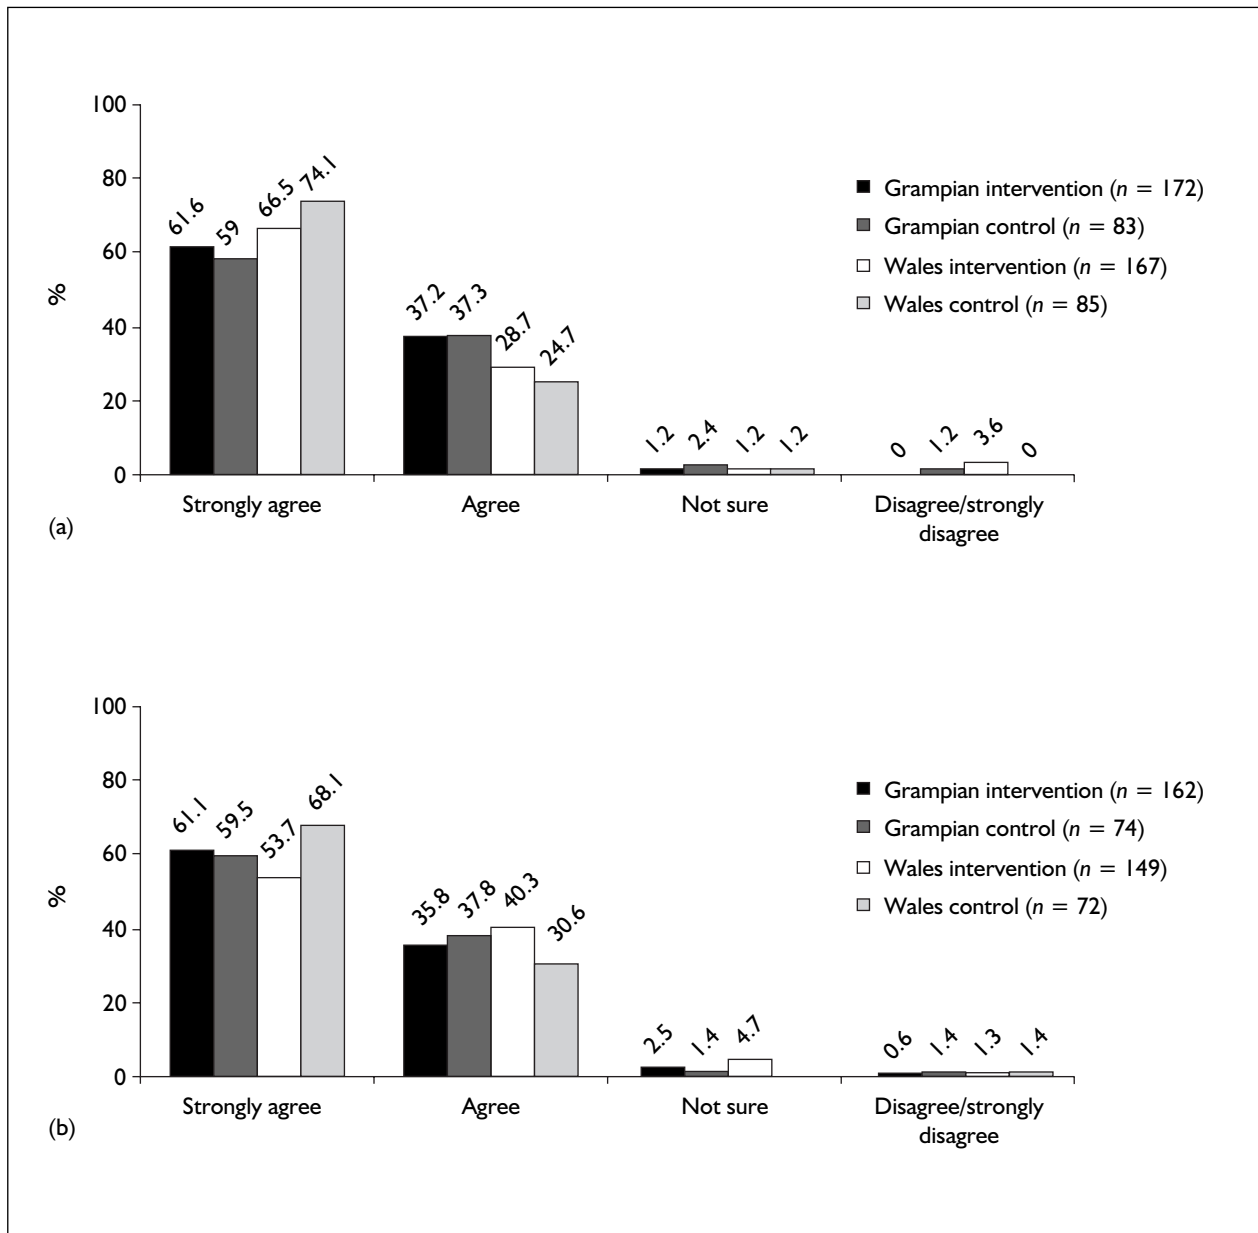 100
80
60
40
20
0
%
61.6
59
66.5
74.1
37.2
37.3
28.7
24.7
1.2
2.4
1.2
1.2
0
1.2
3.6
0
Grampian intervention (n = 172)
Grampian control (n = 83)
Wales intervention (n = 167)
Wales control (n = 85)
Strongly agree
Agree
Not sure
Disagree/strongly
disagree
(a)
100
80
60
40
20
0
%
61.1
59.5
53.7
68.1
35.8
37.8
40.3
30.6
2.5
1.4
4.7
0.6
1.4
1.3
1.4
Grampian intervention (n = 162)
Grampian control (n = 74)
Wales intervention (n = 149)
Wales control (n = 72)
Strongly agree
Agree
Not sure
Disagree/strongly
disagree
(b)